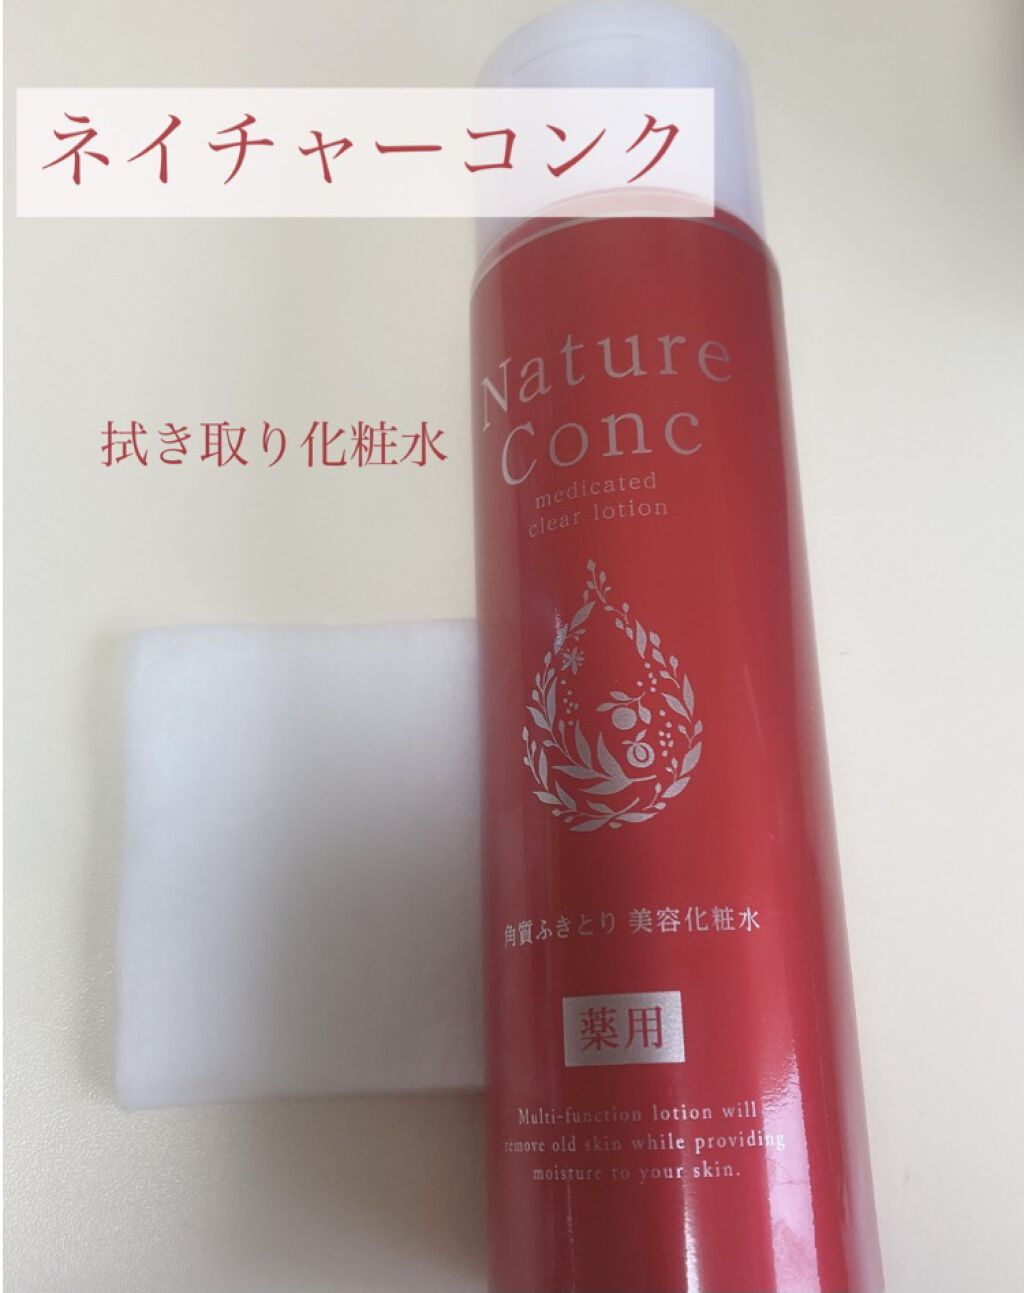 ネイチャーコンク
Nature
Conc
medicated
clear lotion
拭き取り化粧水
角質ふきとり 美容化粧水
薬用
Multi-function lotion will
remove old skin while providing
moisture to your skin.